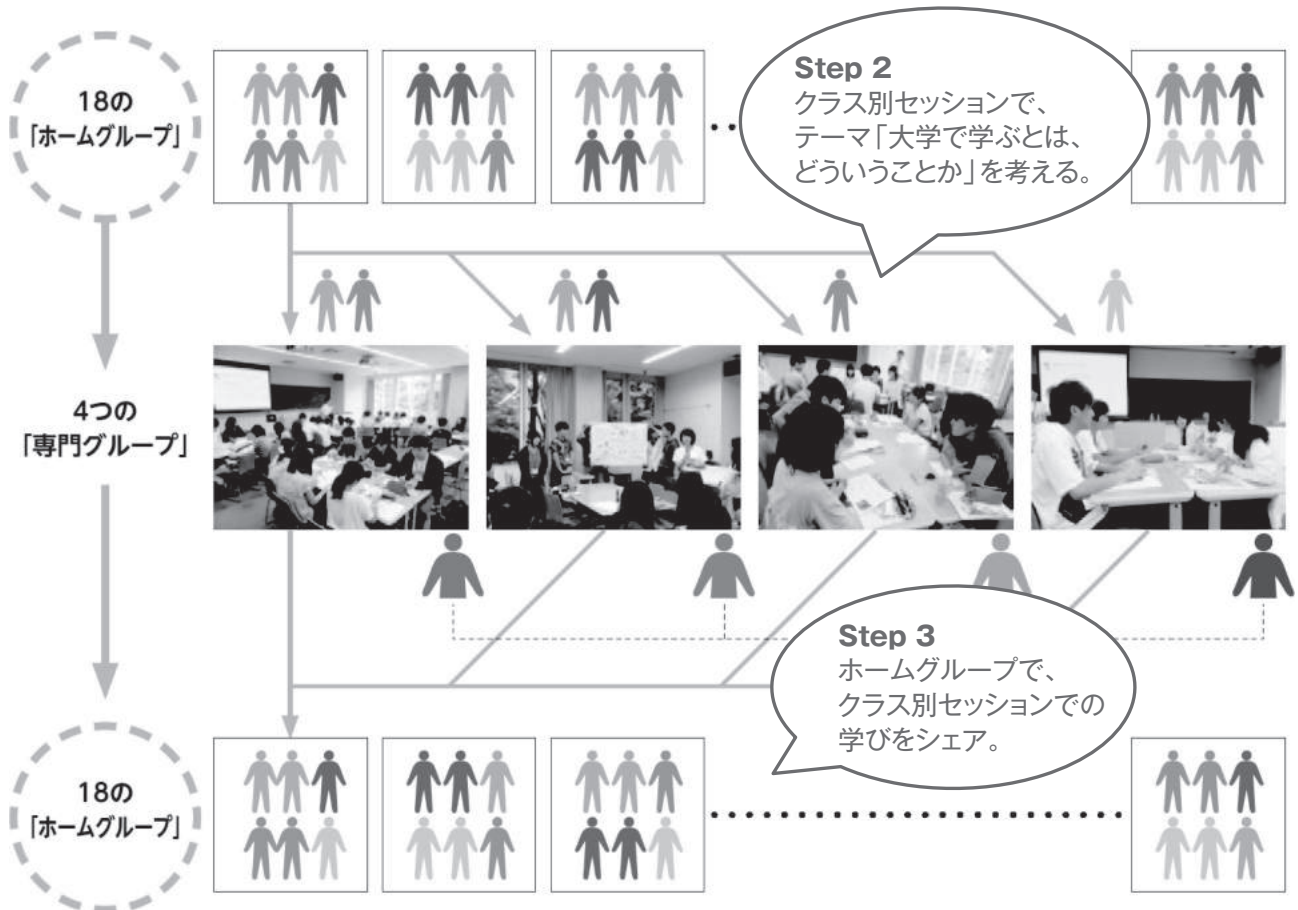 18の
「ホームグループ」
Step 2
クラス別セッションで、
テーマ「大学で学ぶとは、
どういうことか」を考える。
4つの
「専門グループ」
Step 3
ホームグループで、
クラス別セッションでの
学びをシェア。
18の
「ホームグループ」